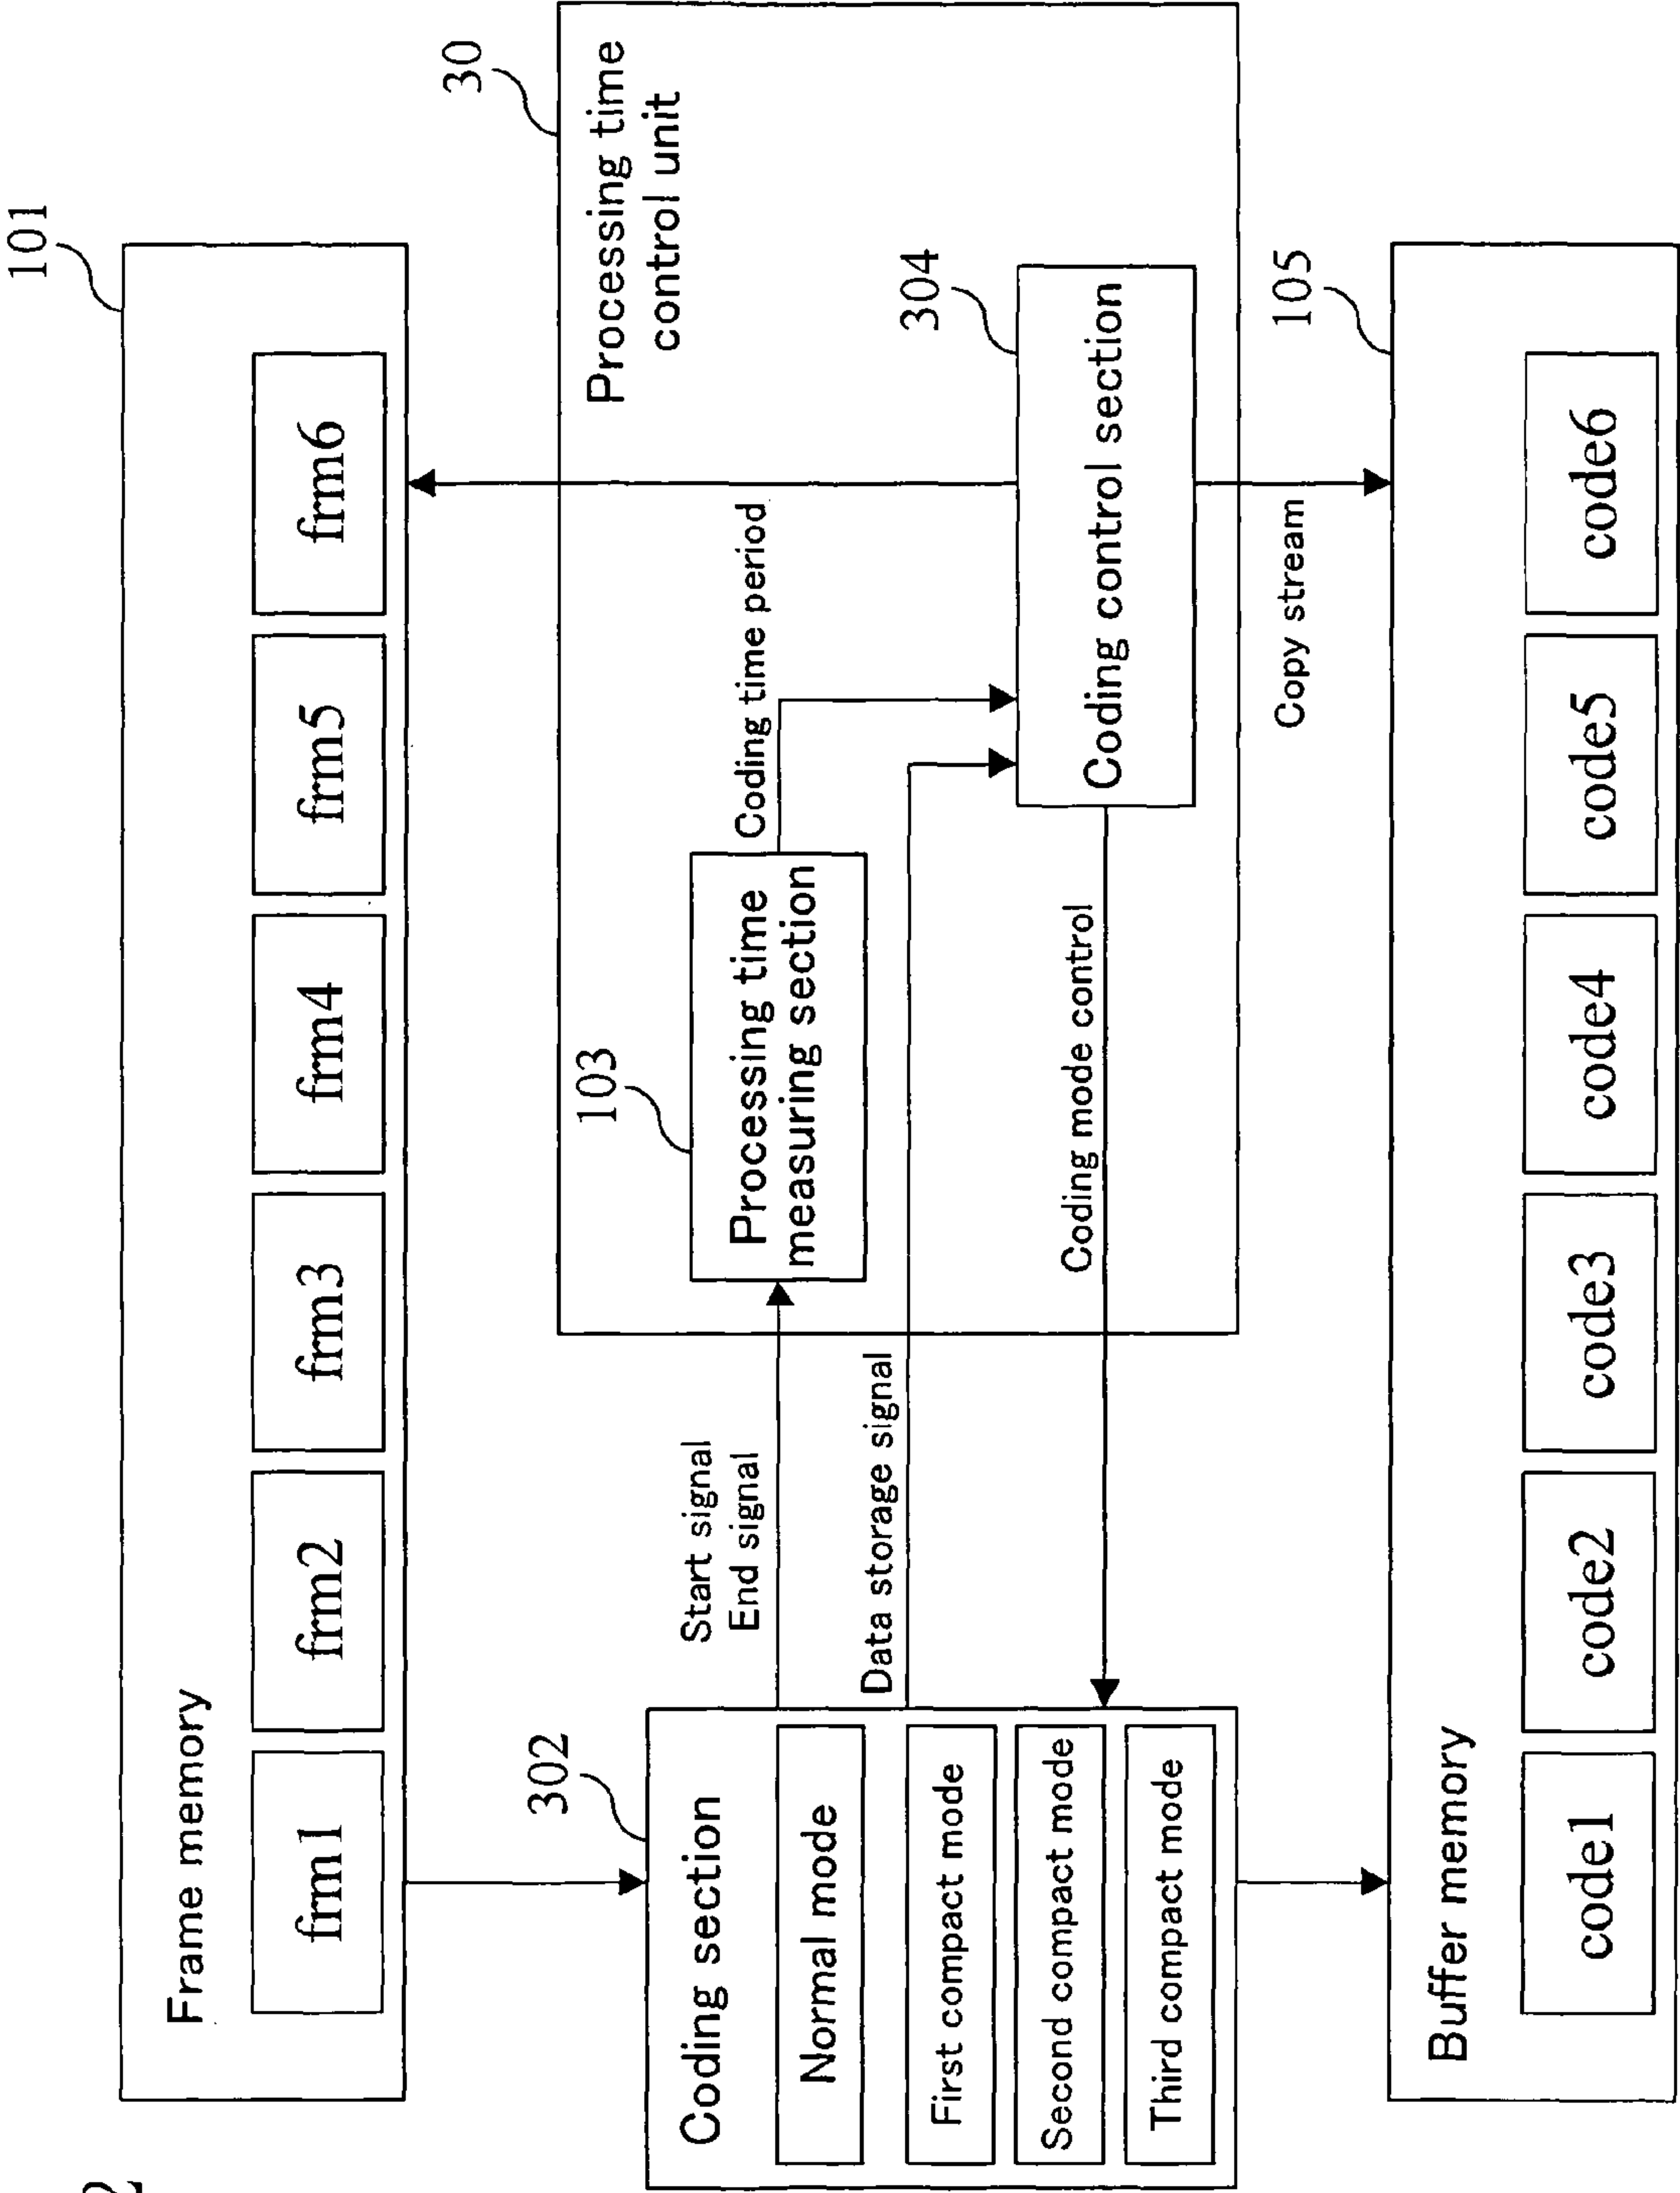 101
Frame memory
frm1
frm2
frm3
frm4
frm5
frm6
30
Processing time
control unit
302
Coding section
Normal mode
First compact mode
Second compact mode
Third compact mode
Start signal
End signal
Data storage signal
103
Processing time
measuring section
Coding time period
Coding mode control
304
Coding control section
Copy stream
105
Buffer memory
code1
code2
code3
code4
code5
code6